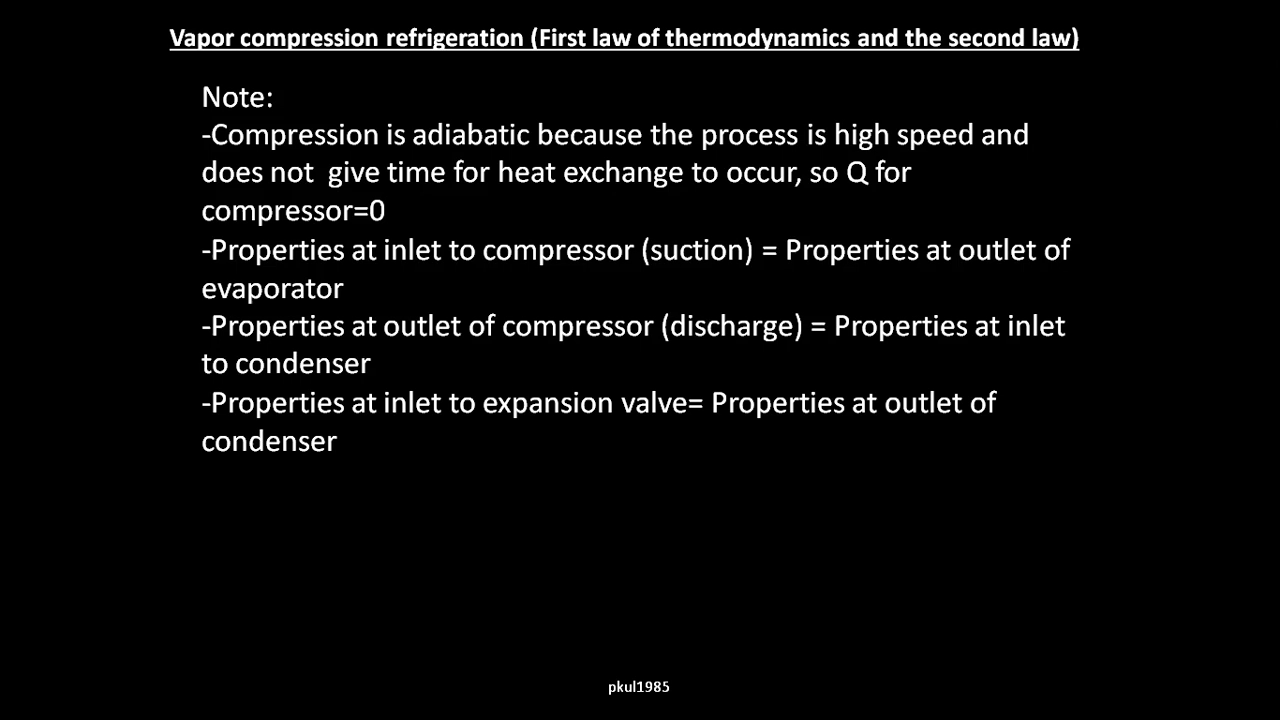 Vapor compression refrigeration (First law of thermodynamics and the second law)
Note:
-Compression is adiabatic because the process is high speed and
does not  give time for heat exchange to occur, so Q for
compressor=0
-Properties at inlet to compressor (suction) = Properties at outlet of
evaporator
-Properties at outlet of compressor (discharge) = Properties at inlet
to condenser
-Properties at inlet to expansion valve= Properties at outlet of
condenser
pkul1985